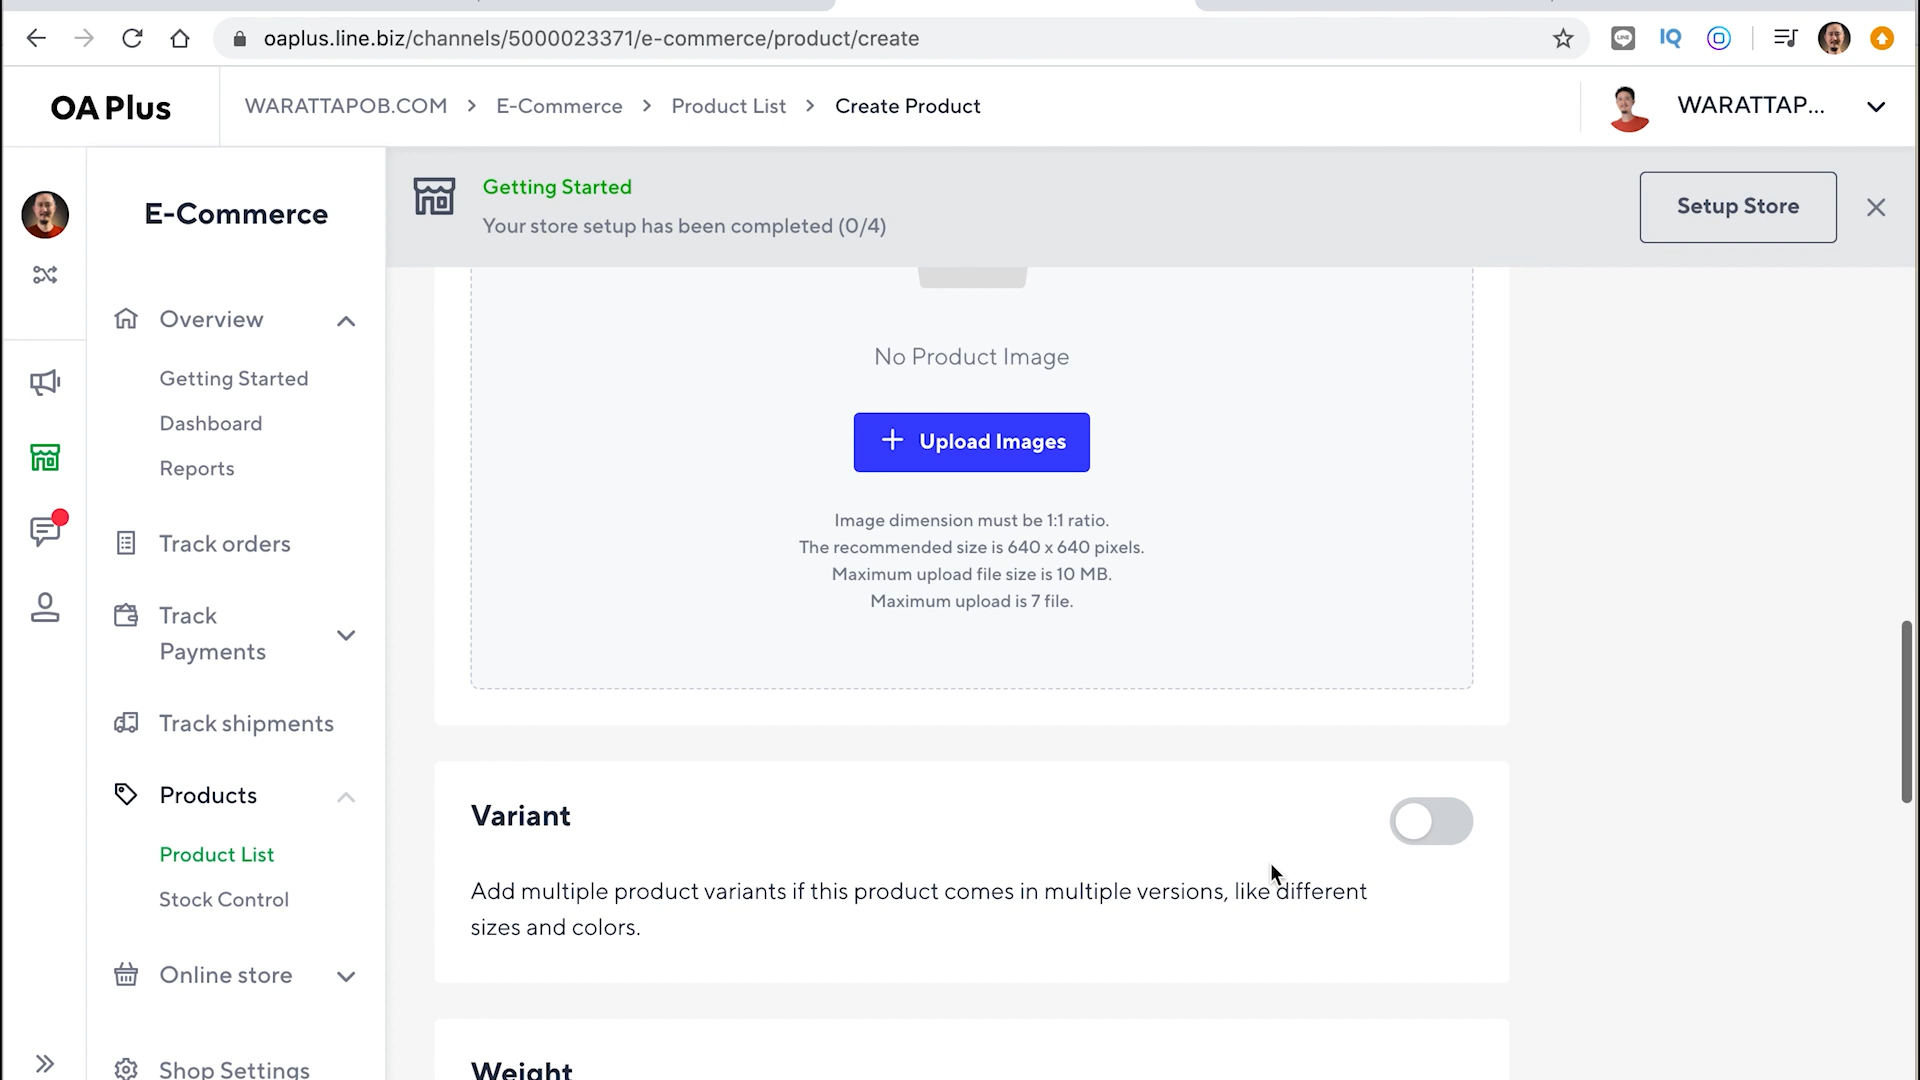 oaplus.line.biz/channels/5000023371/e-commerce/product/create
IQ
OA Plus
WARATTAPOB.COM > E-Commerce > Product List > Create Product
WARATTAP...
E-Commerce
Getting Started
Your store setup has been completed (0/4)
Setup Store
Overview
Getting Started
Dashboard
Reports
Track orders
Track
Payments
Track shipments
Products
Product List
Stock Control
Online store
Shop Settings
No Product Image
+ Upload Images
Image dimension must be 1:1 ratio.
The recommended size is 640 x 640 pixels.
Maximum upload file size is 10 MB.
Maximum upload is 7 file.
Variant
Add multiple product variants if this product comes in multiple versions, like different
sizes and colors.
Weight